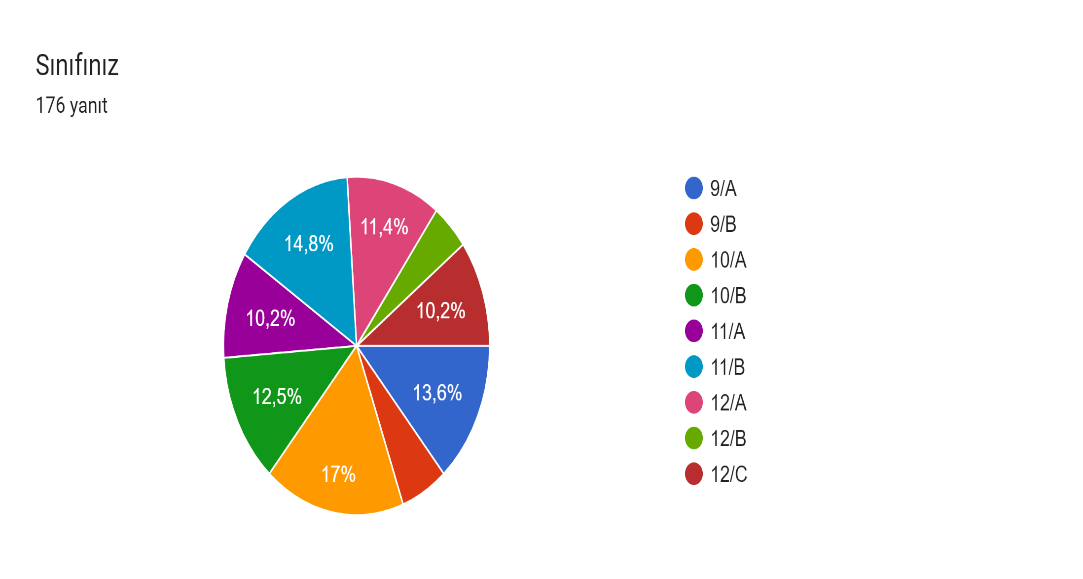 Sınıfınız
176 yanıt
11,4%
14,8%
10,2%
10,2%
13,6%
12,5%
17%
9/A
9/B
10/A
10/B
11/A
11/B
12/A
12/B
12/C